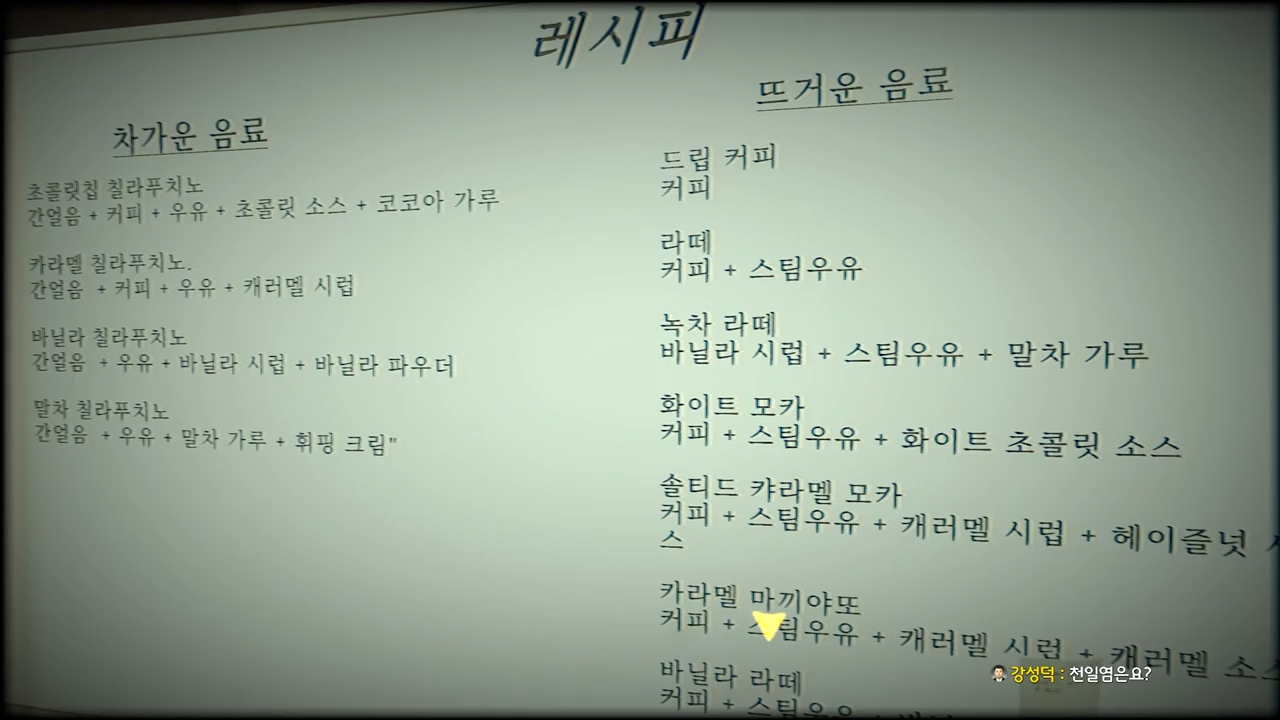 레시피
차가운 음료
초콜릿칩 칠라푸치노
간얼음 + 커피 + 우유 + 초콜릿 소스 + 코코아 가루
카라멜 칠라푸치노.
간얼음 + 커피 + 우유 + 캐러멜 시럽
바닐라 칠라푸치노
간얼음 + 우유 + 바닐라 시럽 + 바닐라 파우더
말차 칠라푸치노
간얼음 + 우유 + 말차 가루 + 휘핑 크림"
뜨거운 음료
드립 커피
커피
라떼
커피 + 스팀우유
녹차 라떼
바닐라 시럽 + 스팀우유 + 말차 가루
화이트 모카
커피 + 스팀우유 + 화이트 초콜릿 소스
솔티드 캬라멜 모카
커피 + 스팀우유 + 캐러멜 시럽 + 헤이즐넛
스
카라멜 마끼야또
커피 + 스팀우유 + 캐러멜 시럽 + 캐러멜 소스
바닐라 라떼
커피 + 스팀우유 +
강성덕 : 천일염은요?